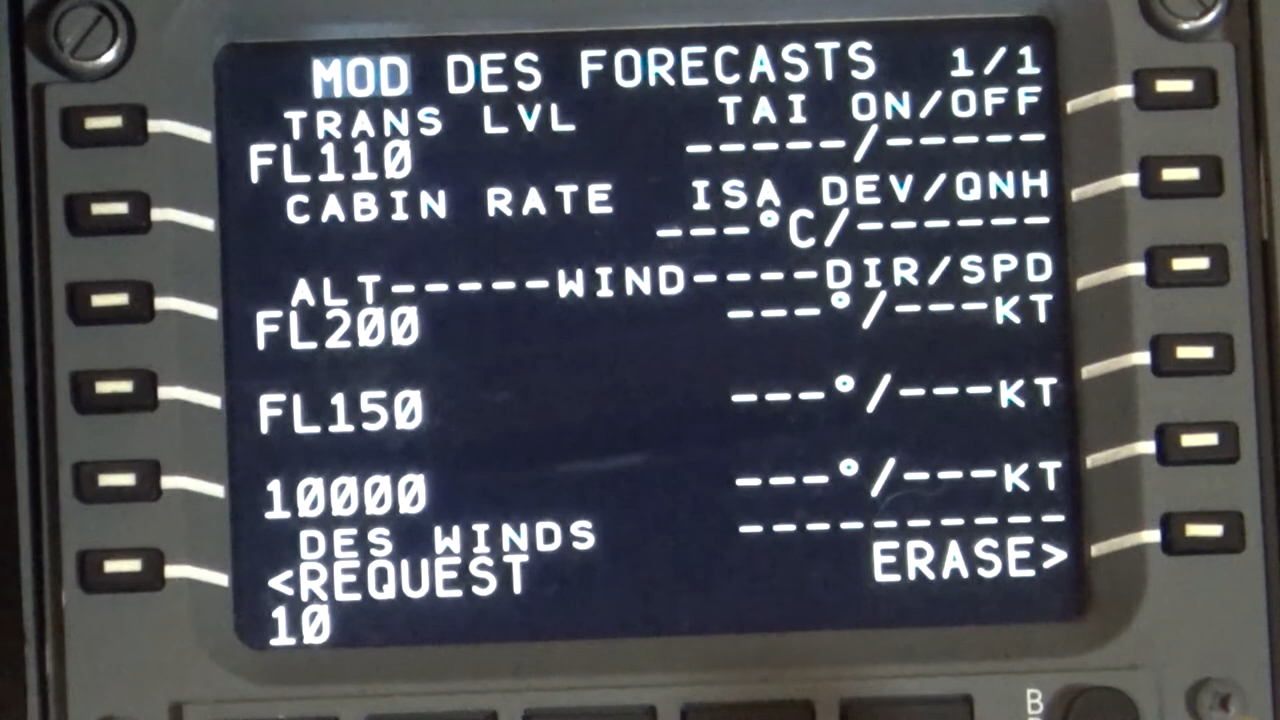 MOD DES FORECASTS 1/1
TRANS LVL TAI ON/OFF
FL110 -----/-----
CABIN RATE ISA DEV/QNH
---°C/------
ALT-----WIND----DIR/SPD
FL200 ---°/---KT
FL150 ---°/---KT
10000 ---°/---KT
DES WINDS -----------
<REQUEST ERASE>
10
B